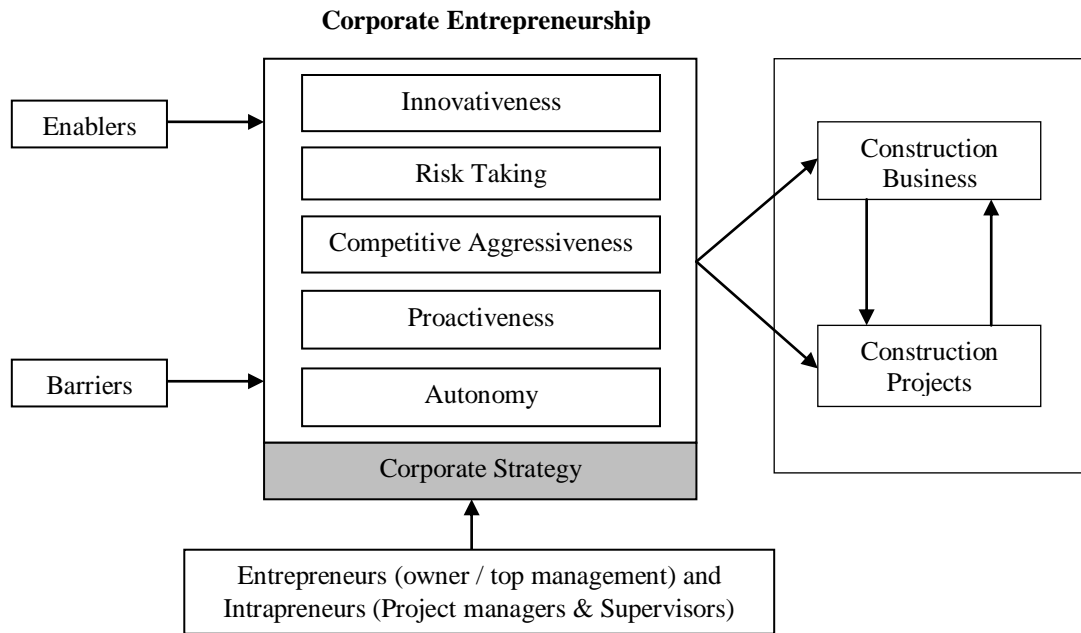 Corporate Entrepreneurship
Enablers
Barriers
Innovativeness
Risk Taking
Competitive Aggressiveness
Proactiveness
Autonomy
Corporate Strategy
Construction
Business
Construction
Projects
Entrepreneurs (owner / top management) and
Intrapreneurs (Project managers & Supervisors)